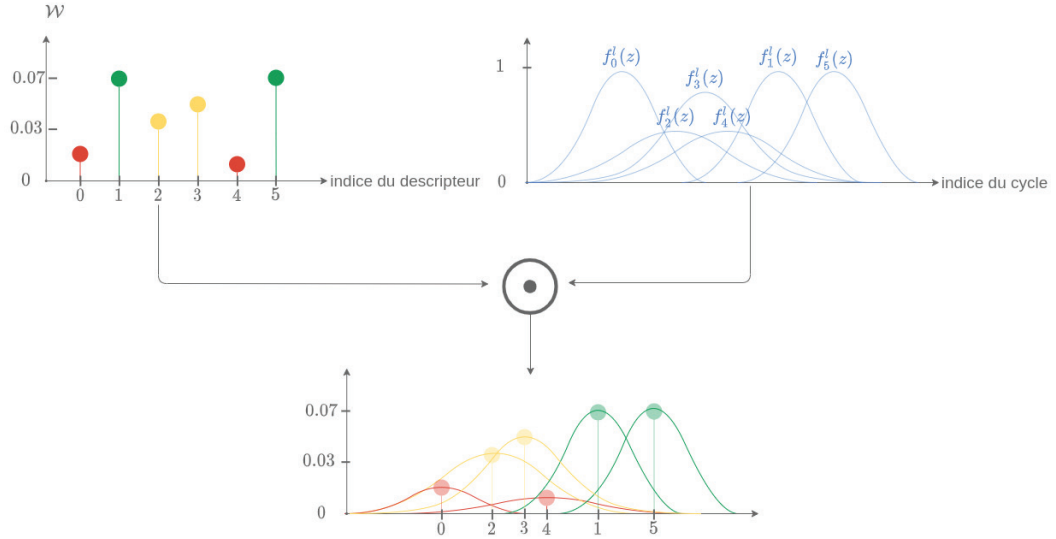 𝒲
0.07
0.03
0
0 1 2 3 4 5
indice du descripteur
1
0
f₀ˡ(z)
f₁ˡ(z)
f₅ˡ(z)
f₃ˡ(z)
f₂ˡ(z)
f₄ˡ(z)
indice du cycle
0.07
0.03
0
0 2 3 4 1 5